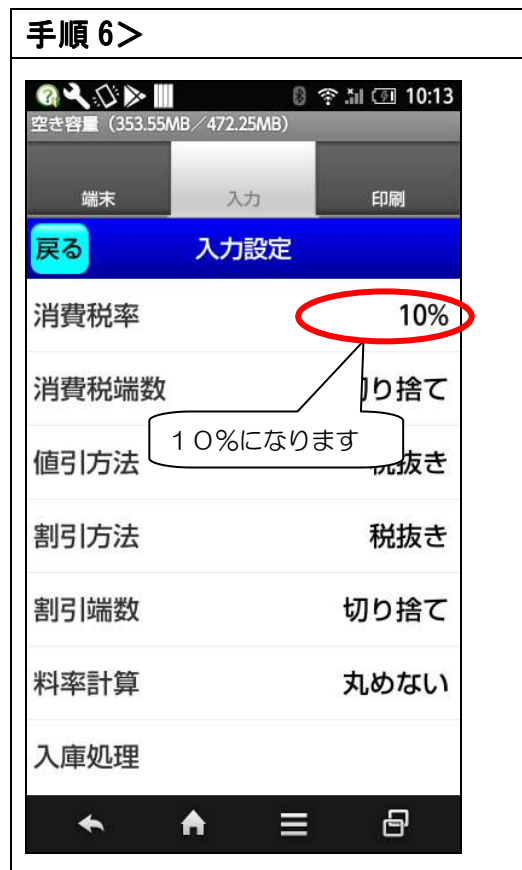 手順 6＞
10:13
空き容量（353.55MB／472.25MB）
端末 入力 印刷
戻る 入力設定
消費税率 10%
消費税端数 り捨て
１０％になります
値引方法 税抜き
割引方法 税抜き
割引端数 切り捨て
料率計算 丸めない
入庫処理